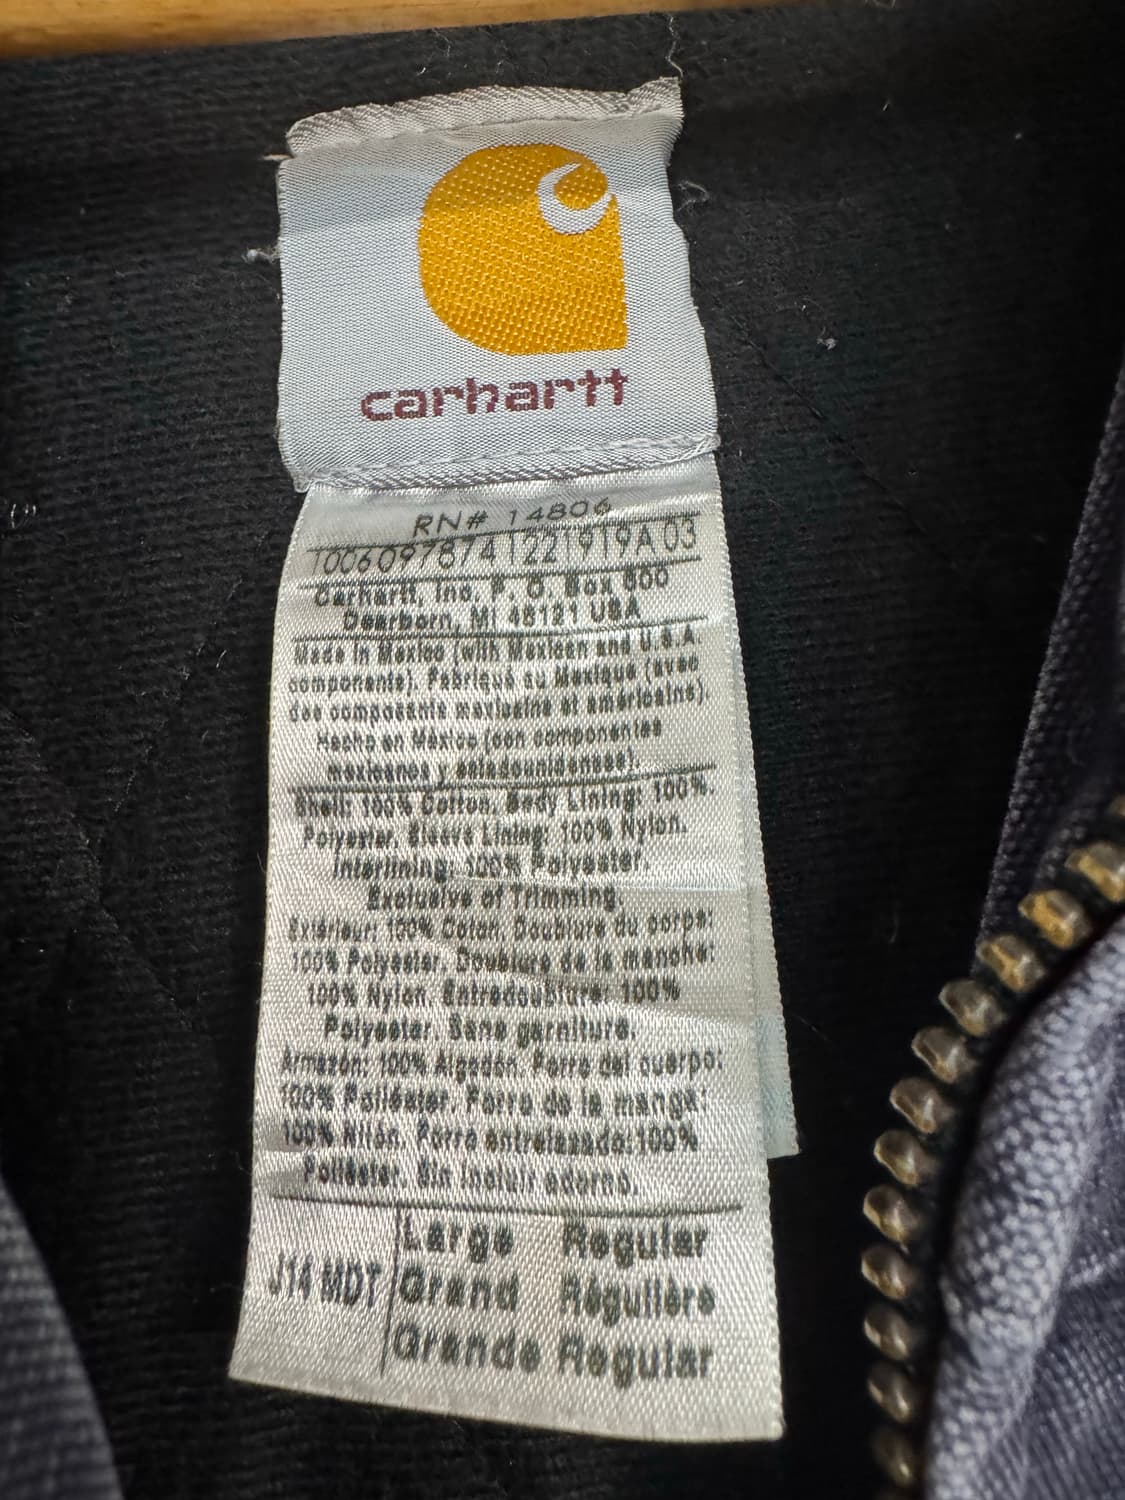 carhartt
RN# 14806
10060978741221919A 03
Carhartt, Inc. P. O. Box 600
Dearborn, MI 48121 USA
Made in Mexico (with Mexican and U.S.A
components). Fabriqué au Mexique (avec
des composants mexicains et américains).
Hecho en México (con componentes
mexicanos y estadounidenses).
Shell: 100% Cotton. Body Lining: 100%.
Polyester. Sleeve Lining: 100% Nylon.
Interlining: 100% Polyester.
Exclusive of Trimming.
Extérieur: 100% Coton. Doublure du corps:
100% Polyester. Doublure de la manche:
100% Nylon. Entredoublure: 100%
Polyester. Sans garniture.
Armazón: 100% Algodón. Forro del cuerpo:
100% Poliéster. Forro de la manga:
100% Nilón. Forro entrelazado: 100%
Poliéster. Sin incluir adorno.
J14 MDT
Large Regular
Grand Régulière
Grande Regular